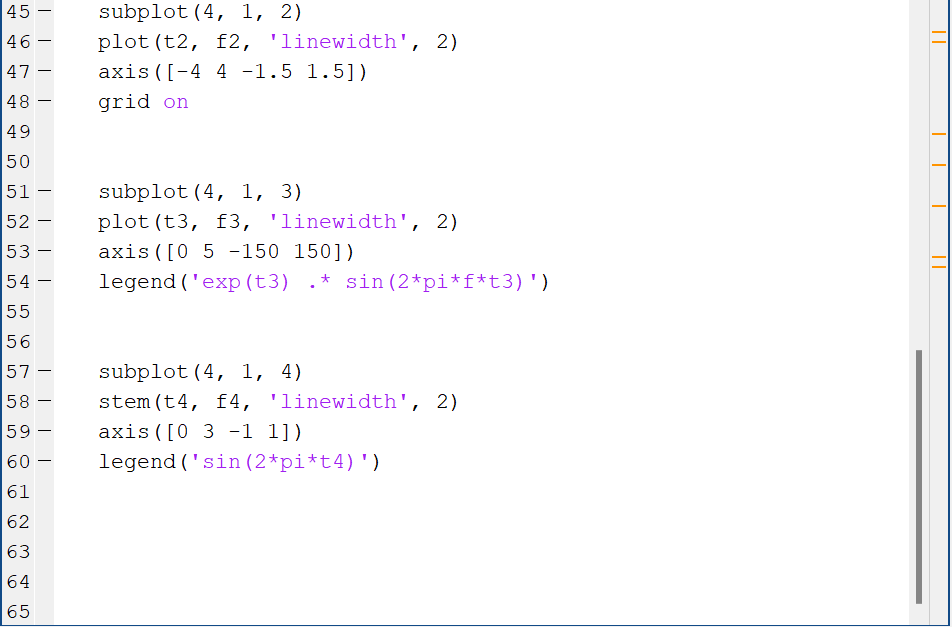 45 – subplot(4, 1, 2)
46 – plot(t2, f2, 'linewidth', 2)
47 – axis([-4 4 -1.5 1.5])
48 – grid on
49
50
51 – subplot(4, 1, 3)
52 – plot(t3, f3, 'linewidth', 2)
53 – axis([0 5 -150 150])
54 – legend('exp(t3) .* sin(2*pi*f*t3)')
55
56
57 – subplot(4, 1, 4)
58 – stem(t4, f4, 'linewidth', 2)
59 – axis([0 3 -1 1])
60 – legend('sin(2*pi*t4)')
61
62
63
64
65